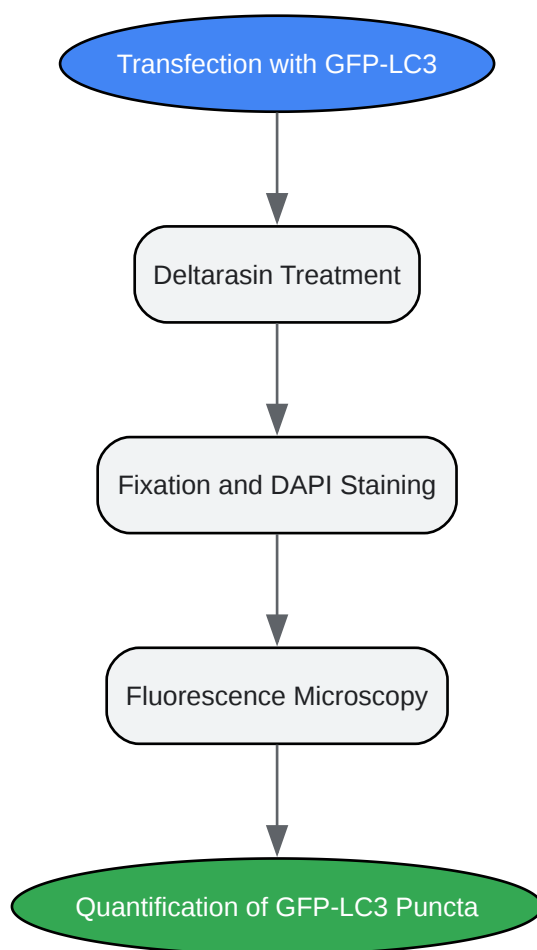 Transfection with GFP-LC3
Deltarasin Treatment
Fixation and DAPI Staining
Fluorescence Microscopy
Quantification of GFP-LC3 Puncta